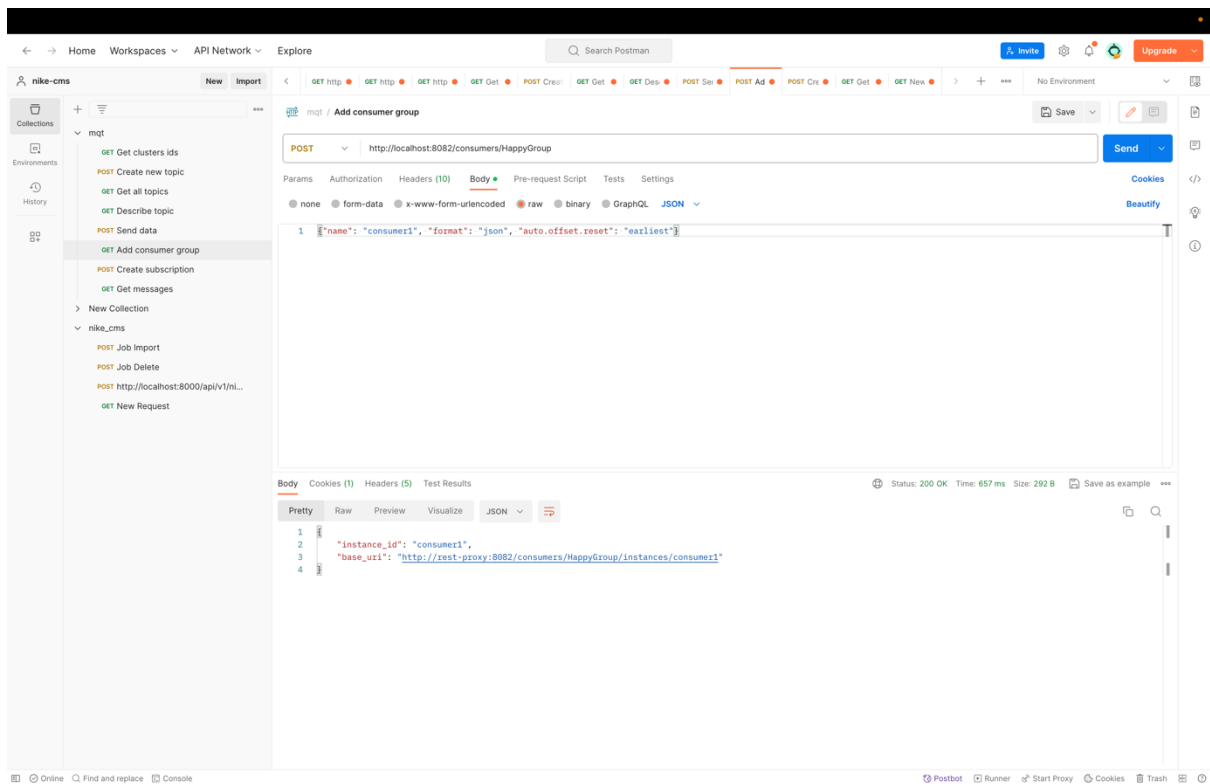 Home Workspaces API Network Explore Search Postman Invite Upgrade
nike-cms New Import GET http GET http GET http GET Get POST Creat GET Get GET Des POST Sen POST Ad POST Cre GET Get GET New No Environment
Collections
Environments
History
mqt
GET Get clusters ids
POST Create new topic
GET Get all topics
GET Describe topic
POST Send data
GET Add consumer group
POST Create subscription
GET Get messages
New Collection
nike_cms
POST Job Import
POST Job Delete
POST http://localhost:8000/api/v1/ni...
GET New Request
HTTP mqt / Add consumer group Save
POST http://localhost:8082/consumers/HappyGroup Send
Params Authorization Headers (10) Body Pre-request Script Tests Settings Cookies
none form-data x-www-form-urlencoded raw binary GraphQL JSON Beautify
1 {"name": "consumer1", "format": "json", "auto.offset.reset": "earliest"}
Body Cookies (1) Headers (5) Test Results Status: 200 OK Time: 657 ms Size: 292 B Save as example
Pretty Raw Preview Visualize JSON
1 {
2 "instance_id": "consumer1",
3 "base_uri": "http://rest-proxy:8082/consumers/HappyGroup/instances/consumer1"
4 }
Online Find and replace Console Postbot Runner Start Proxy Cookies Trash